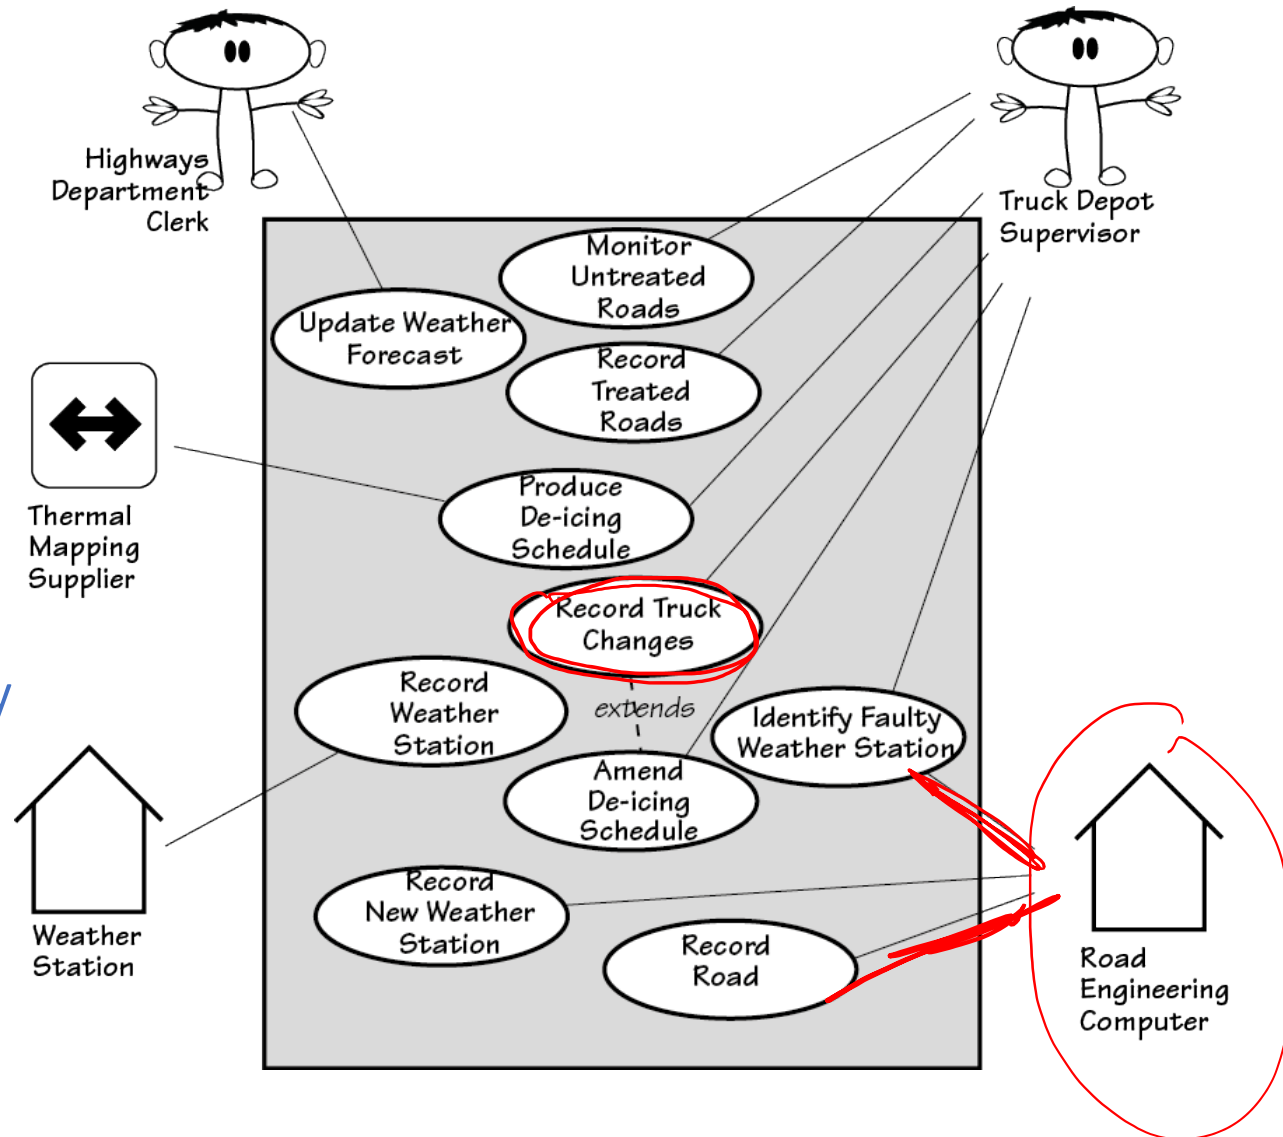 Highways
Department
Clerk
Truck Depot
Supervisor
Monitor
Untreated
Roads
Update Weather
Forecast
Record
Treated
Roads
Thermal
Mapping
Supplier
Produce
De-icing
Schedule
Record Truck
Changes
extends
Record
Weather
Station
Identify Faulty
Weather Station
Amend
De-icing
Schedule
Record
New Weather
Station
Weather
Station
Record
Road
Road
Engineering
Computer